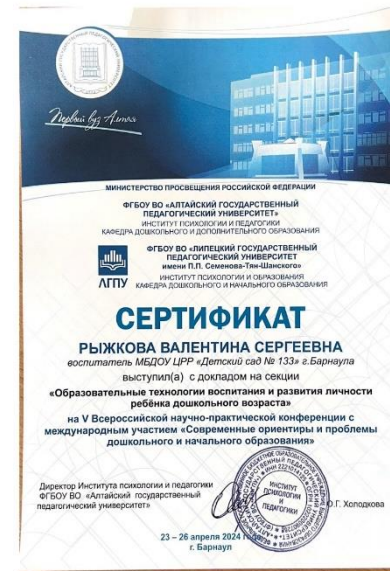 Первый вуз Алтая
МИНИСТЕРСТВО ПРОСВЕЩЕНИЯ РОССИЙСКОЙ ФЕДЕРАЦИИ
ФГБОУ ВО «АЛТАЙСКИЙ ГОСУДАРСТВЕННЫЙ
ПЕДАГОГИЧЕСКИЙ УНИВЕРСИТЕТ»
ИНСТИТУТ ПСИХОЛОГИИ И ПЕДАГОГИКИ
КАФЕДРА ДОШКОЛЬНОГО И ДОПОЛНИТЕЛЬНОГО ОБРАЗОВАНИЯ
ЛГПУ
ФГБОУ ВО «ЛИПЕЦКИЙ ГОСУДАРСТВЕННЫЙ
ПЕДАГОГИЧЕСКИЙ УНИВЕРСИТЕТ
имени П.П. Семенова-Тян-Шанского»
ИНСТИТУТ ПСИХОЛОГИИ И ОБРАЗОВАНИЯ
КАФЕДРА ДОШКОЛЬНОГО И НАЧАЛЬНОГО ОБРАЗОВАНИЯ
СЕРТИФИКАТ
РЫЖКОВА ВАЛЕНТИНА СЕРГЕЕВНА
воспитатель МБДОУ ЦРР «Детский сад № 133» г.Барнаула
выступил(а) с докладом на секции
«Образовательные технологии воспитания и развития личности
ребёнка дошкольного возраста»
на V Всероссийской научно-практической конференции с
международным участием «Современные ориентиры и проблемы
дошкольного и начального образования»
Директор Института психологии и педагогики
ФГБОУ ВО «Алтайский государственный
педагогический университет»
ИНСТИТУТ
ПСИХОЛОГИИ
И
ПЕДАГОГИКИ
О.Г. Холодкова
23 – 26 апреля 2024 
г. Барнаул